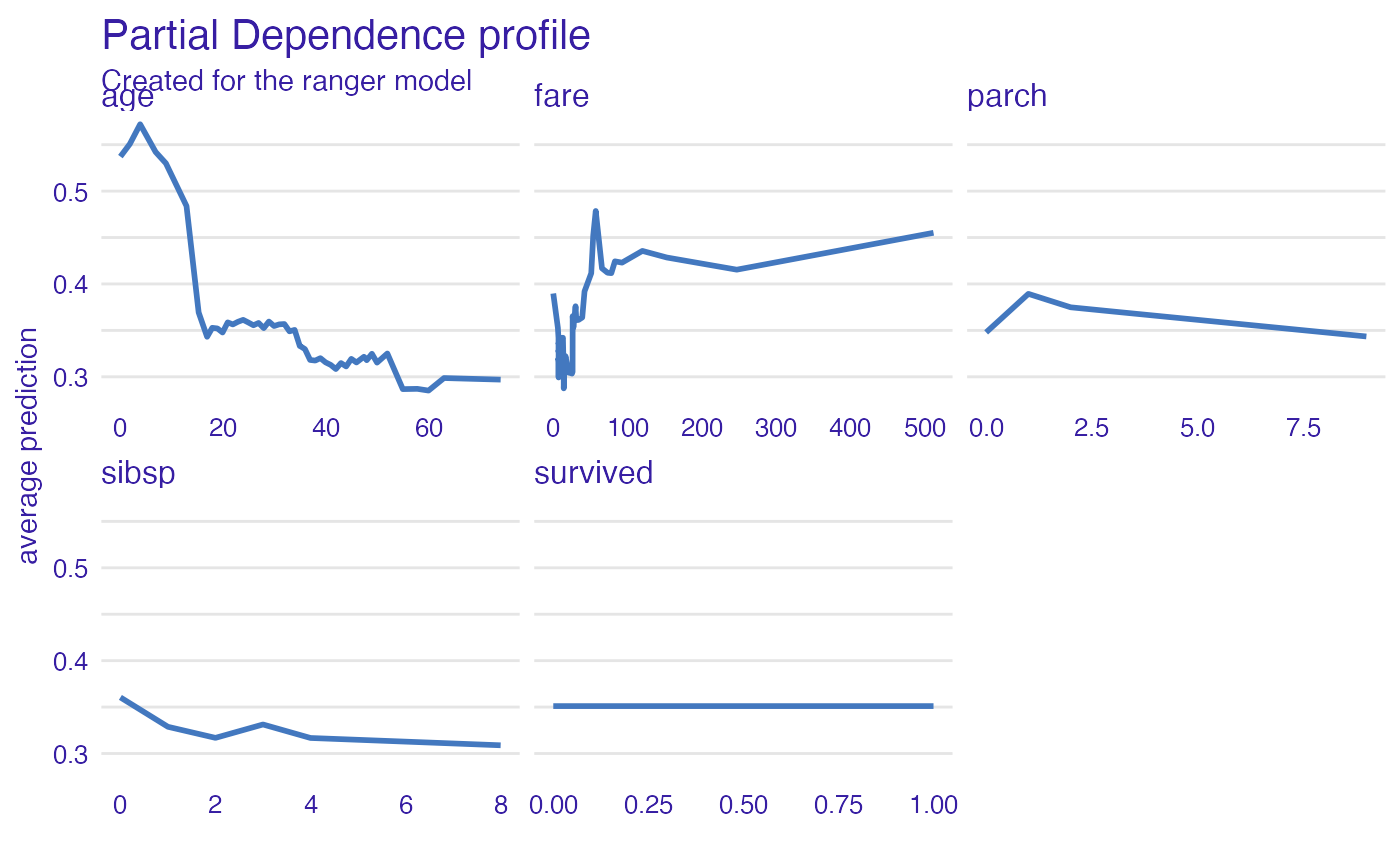 Partial Dependence profile
Created for the ranger model
age
fare
parch
0.5
0.4
0.3
0 20 40 60
0 100 200 300 400 500
0.0 2.5 5.0 7.5
average prediction
sibsp
survived
0.5
0.4
0.3
0 2 4 6 8
0.00 0.25 0.50 0.75 1.00